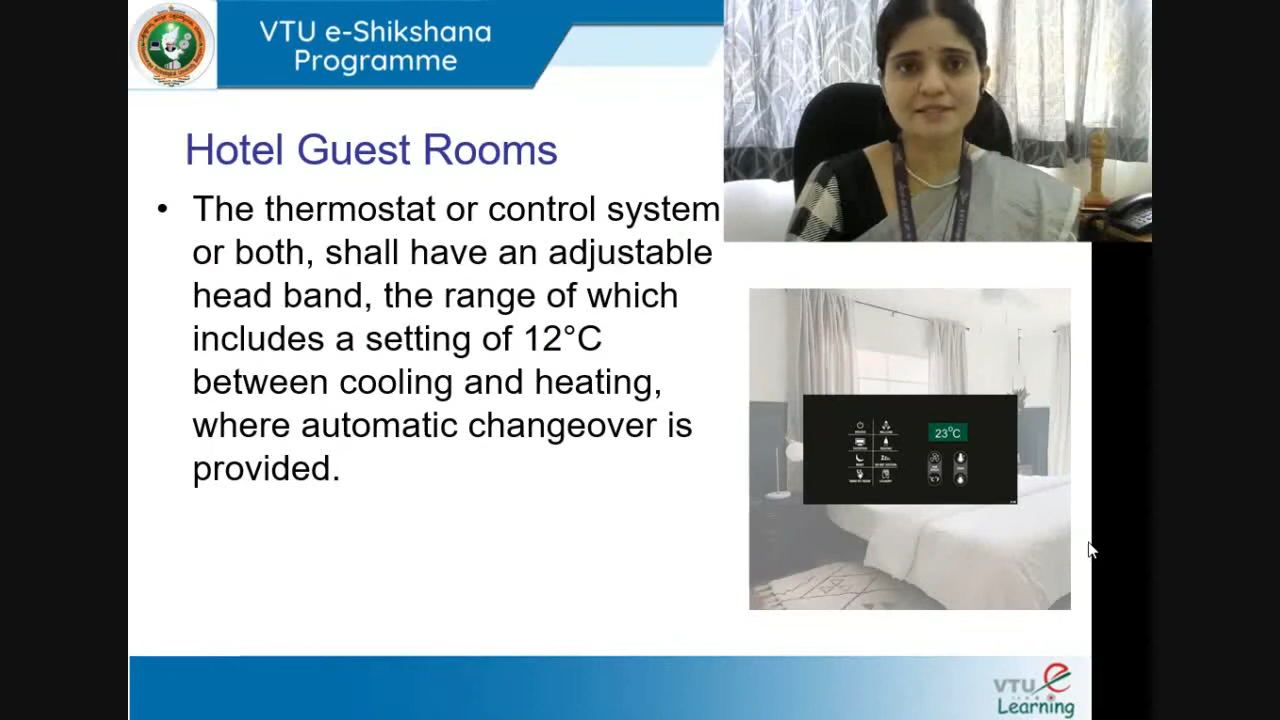 VTU e-Shikshana
Programme
Hotel Guest Rooms
• The thermostat or control system
or both, shall have an adjustable
head band, the range of which
includes a setting of 12°C
between cooling and heating,
where automatic changeover is
provided.
23°C
VTU e
Learning